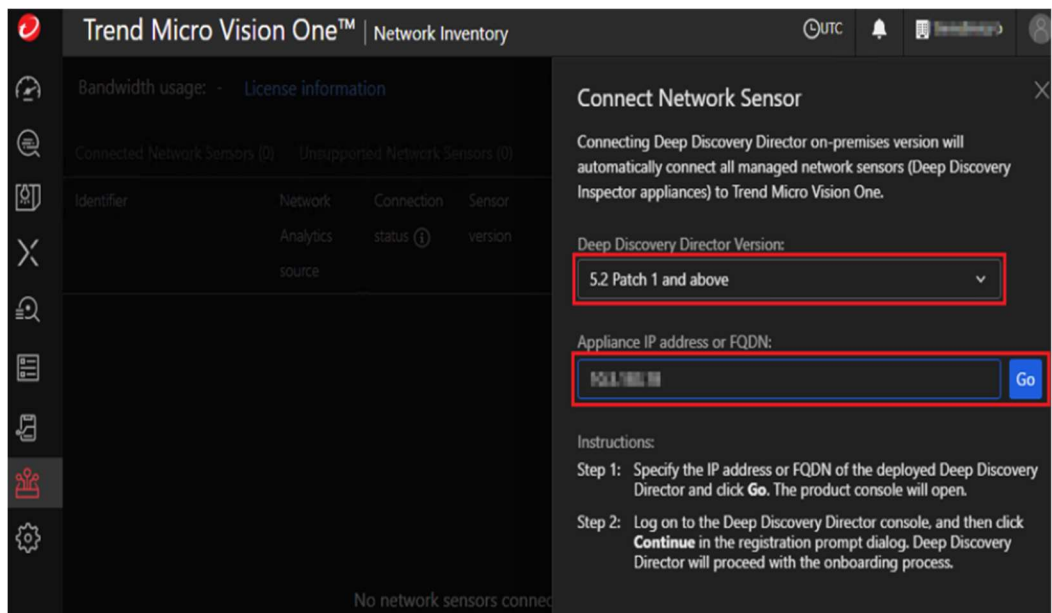 Trend Micro Vision One™ | Network Inventory
UTC
Bandwidth usage: - License information
Connected Network Sensors (0) Unsupported Network Sensors (0)
Identifier
Network
Analytics
source
Connection
status
Sensor
version
No network sensors connec
Connect Network Sensor
Connecting Deep Discovery Director on-premises version will
automatically connect all managed network sensors (Deep Discovery
Inspector appliances) to Trend Micro Vision One.
Deep Discovery Director Version:
5.2 Patch 1 and above
Appliance IP address or FQDN:
Go
Instructions:
Step 1: Specify the IP address or FQDN of the deployed Deep Discovery
Director and click Go. The product console will open.
Step 2: Log on to the Deep Discovery Director console, and then click
Continue in the registration prompt dialog. Deep Discovery
Director will proceed with the onboarding process.